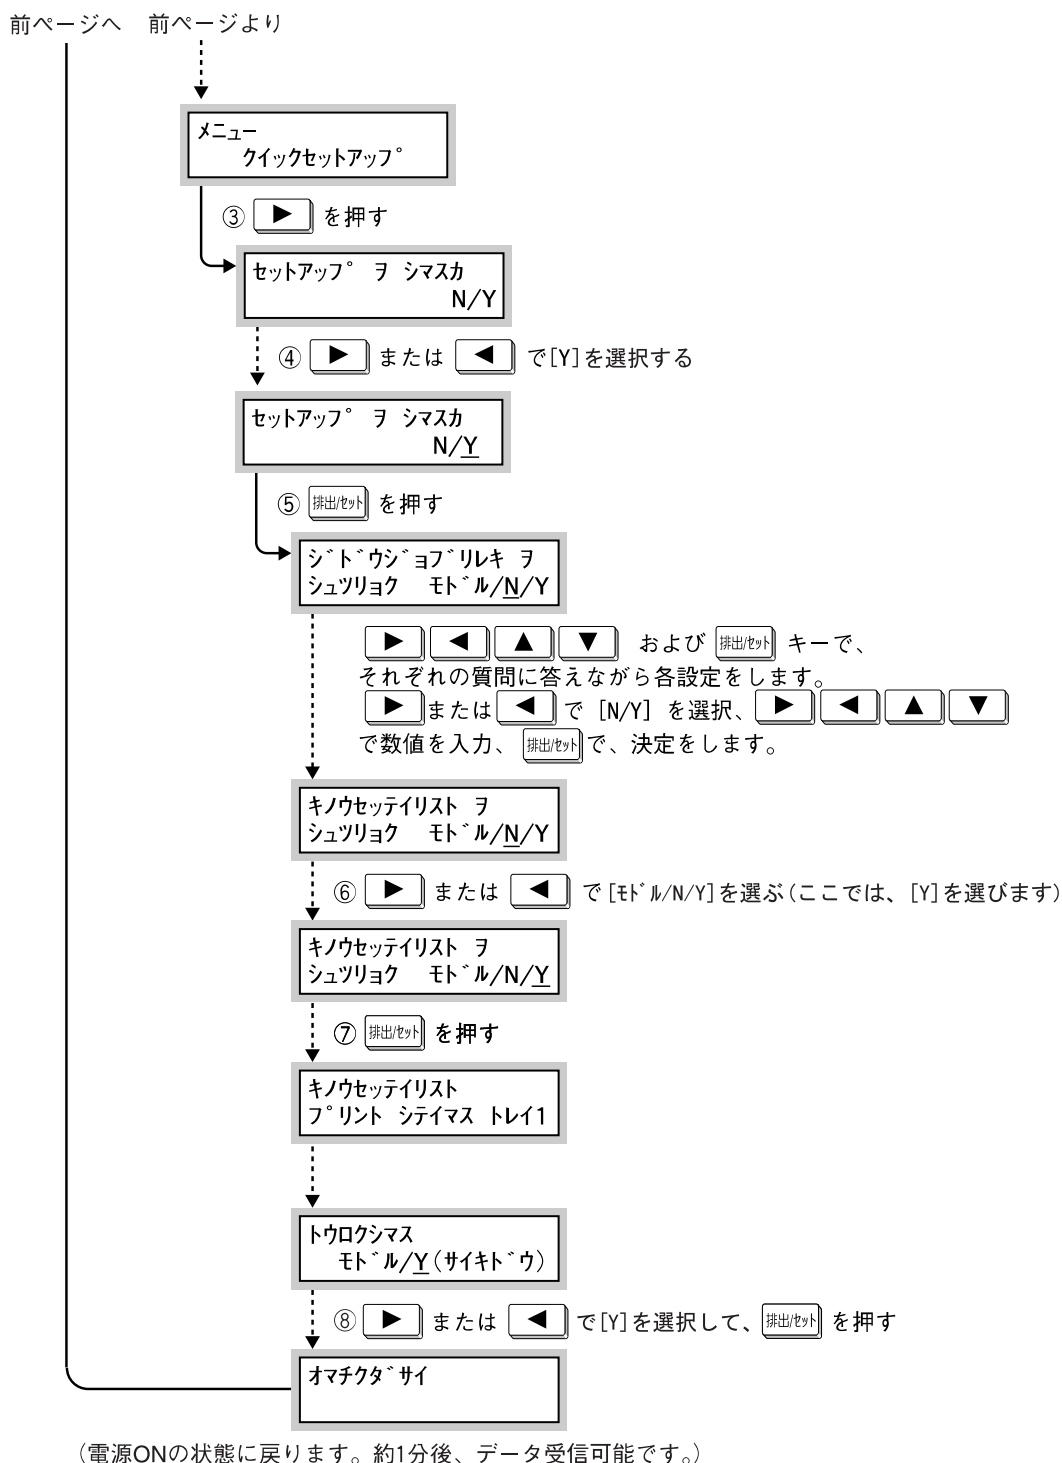 前ページへ 前ページより
メニュー
クイックセットアップ
③ ▶ を押す
セットアップ ヲ シマスカ
N/Y
④ ▶ または ◀ で[Y]を選択する
セットアップ ヲ シマスカ
N/Y
⑤ 排出/セット を押す
ジドウジョブリレキ ヲ
シュツリョク モドル/N/Y
▶ ◀ ▲ ▼ および 排出/セット キーで、
それぞれの質問に答えながら各設定をします。
▶ または ◀ で [N/Y] を選択、 ▶ ◀ ▲ ▼
で数値を入力、 排出/セット で、決定をします。
キノウセッテイリスト ヲ
シュツリョク モドル/N/Y
⑥ ▶ または ◀ で[モドル/N/Y]を選ぶ(ここでは、[Y]を選びます)
キノウセッテイリスト ヲ
シュツリョク モドル/N/Y
⑦ 排出/セット を押す
キノウセッテイリスト
プリント シテイマス トレイ1
トウロクシマス
モドル/Y(サイキドウ)
⑧ ▶ または ◀ で[Y]を選択して、 排出/セット を押す
オマチクダサイ
(電源ONの状態に戻ります。約1分後、データ受信可能です。)